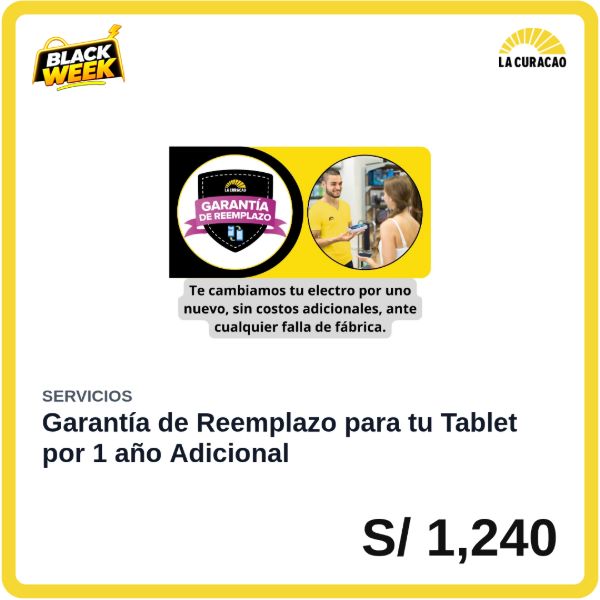 BLACK
WEEK
LA CURACAO
LA CURACAO
GARANTÍA
DE REEMPLAZO
Te cambiamos tu electro por uno
nuevo, sin costos adicionales, ante
cualquier falla de fábrica.
SERVICIOS
Garantía de Reemplazo para tu Tablet
por 1 año Adicional
S/ 1,240